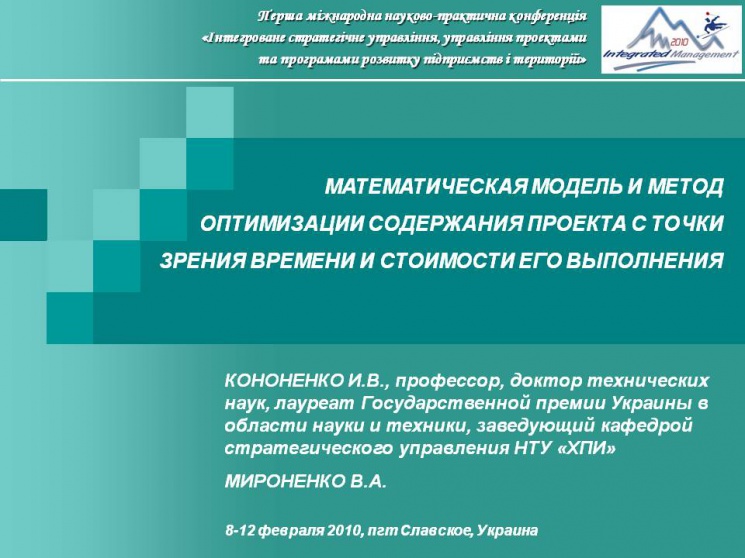 Перша міжнародна науково-практична конференція
«Інтегроване стратегічне управління, управління проектами
та програмами розвитку підприємств і територій»
2010
Integrated Management
МАТЕМАТИЧЕСКАЯ МОДЕЛЬ И МЕТОД
ОПТИМИЗАЦИИ СОДЕРЖАНИЯ ПРОЕКТА С ТОЧКИ
ЗРЕНИЯ ВРЕМЕНИ И СТОИМОСТИ ЕГО ВЫПОЛНЕНИЯ
КОНОНЕНКО И.В., профессор, доктор технических
наук, лауреат Государственной премии Украины в
области науки и техники, заведующий кафедрой
стратегического управления НТУ «ХПИ»
МИРОНЕНКО В.А.
8-12 февраля 2010, пгт Славское, Украина